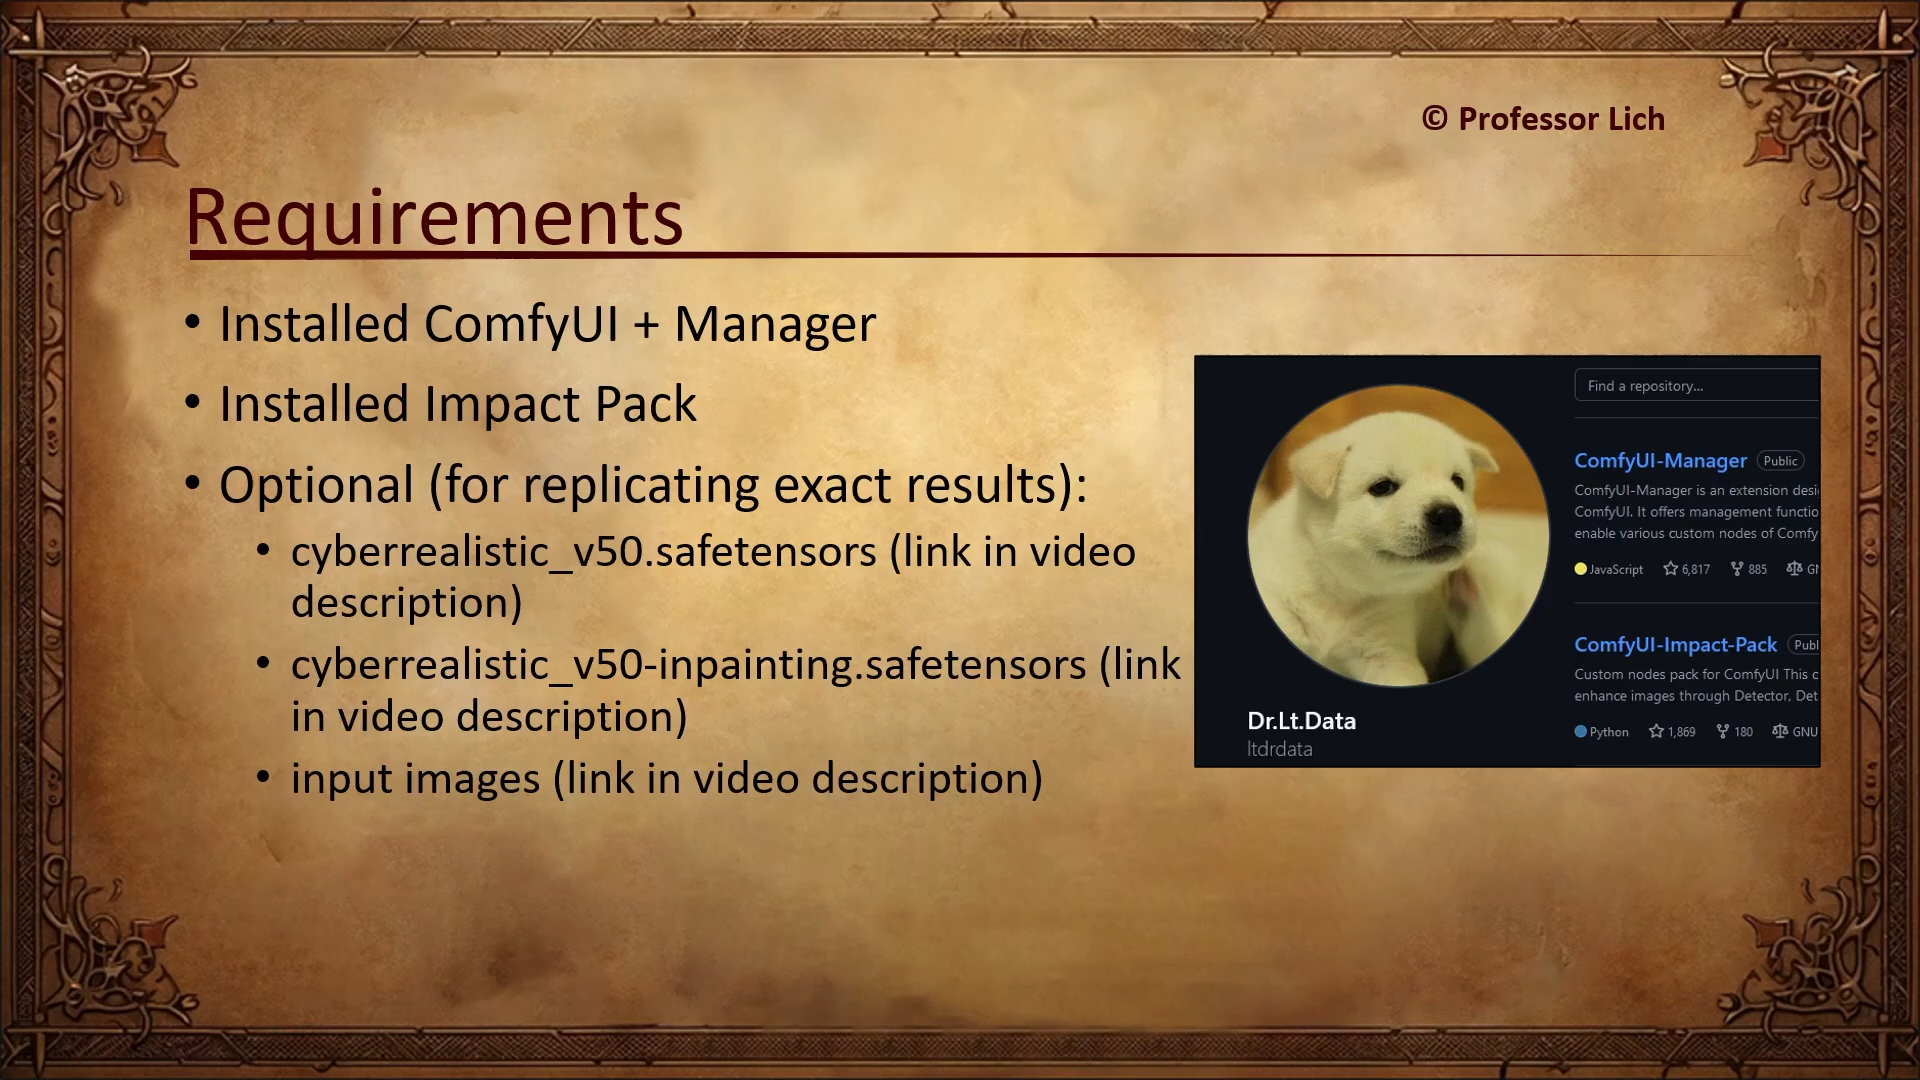 © Professor Lich
Requirements
• Installed ComfyUI + Manager
• Installed Impact Pack
• Optional (for replicating exact results):
• cyberrealistic_v50.safetensors (link in video
description)
• cyberrealistic_v50-inpainting.safetensors (link
in video description)
• input images (link in video description)
Find a repository...
ComfyUI-Manager Public
ComfyUI-Manager is an extension desi
ComfyUI. It offers management functio
enable various custom nodes of Comfy
JavaScript 6,817 885 GN
ComfyUI-Impact-Pack Publ
Custom nodes pack for ComfyUI This c
enhance images through Detector, Det
Python 1,869 180 GNU
Dr.Lt.Data
ltdrdata